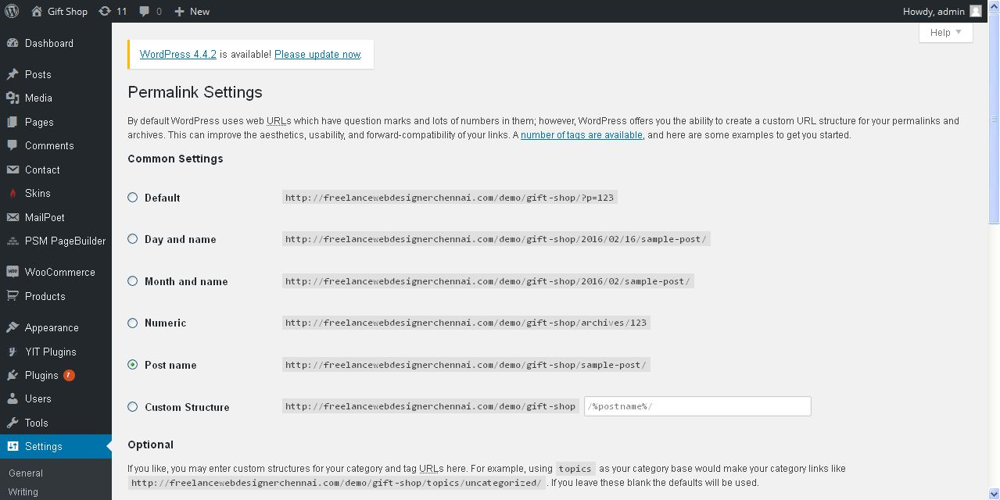 Gift Shop 11 0 New Howdy, admin
Help
Dashboard
Posts
Media
Pages
Comments
Contact
Skins
MailPoet
PSM PageBuilder
WooCommerce
Products
Appearance
YIT Plugins
Plugins 7
Users
Tools
Settings
General
Writing
WordPress 4.4.2 is available! Please update now.
Permalink Settings
By default WordPress uses web URLs which have question marks and lots of numbers in them; however, WordPress offers you the ability to create a custom URL structure for your permalinks and
archives. This can improve the aesthetics, usability, and forward-compatibility of your links. A number of tags are available, and here are some examples to get you started.
Common Settings
Default http://freelancewebdesignerchennai.com/demo/gift-shop/?p=123
Day and name http://freelancewebdesignerchennai.com/demo/gift-shop/2016/02/16/sample-post/
Month and name http://freelancewebdesignerchennai.com/demo/gift-shop/2016/02/sample-post/
Numeric http://freelancewebdesignerchennai.com/demo/gift-shop/archives/123
Post name http://freelancewebdesignerchennai.com/demo/gift-shop/sample-post/
Custom Structure http://freelancewebdesignerchennai.com/demo/gift-shop /%postname%/
Optional
If you like, you may enter custom structures for your category and tag URLs here. For example, using topics as your category base would make your category links like
http://freelancewebdesignerchennai.com/demo/gift-shop/topics/uncategorized/ . If you leave these blank the defaults will be used.